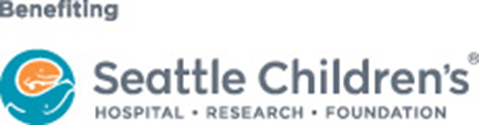 Benefiting
Seattle Children's®
HOSPITAL • RESEARCH • FOUNDATION